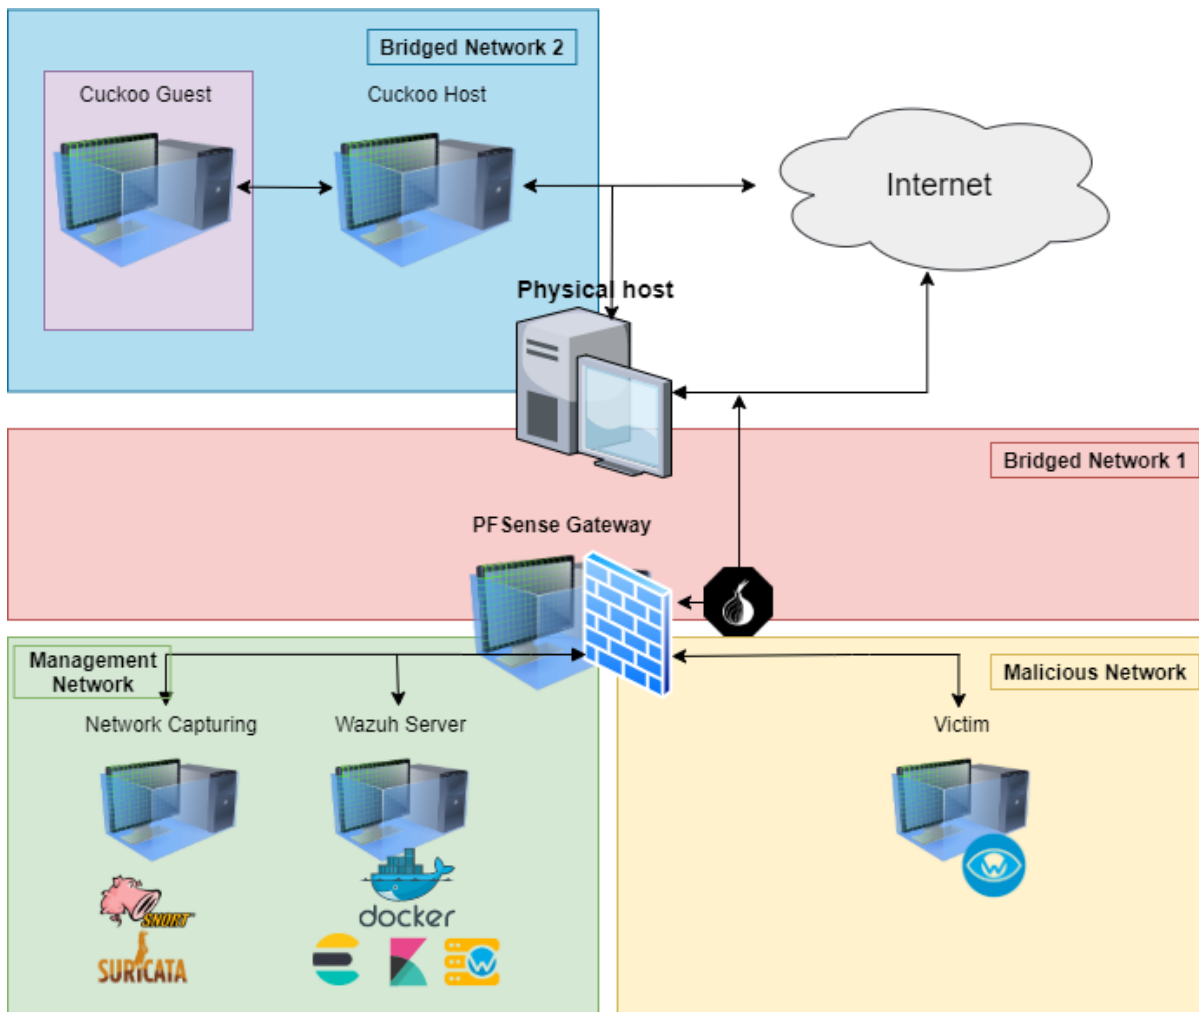 Bridged Network 2
Cuckoo Guest
Cuckoo Host
Internet
Physical host
Bridged Network 1
PFSense Gateway
Management
Network
Malicious Network
Network Capturing
Wazuh Server
Victim
SNORT
docker
SURICATA
W
W